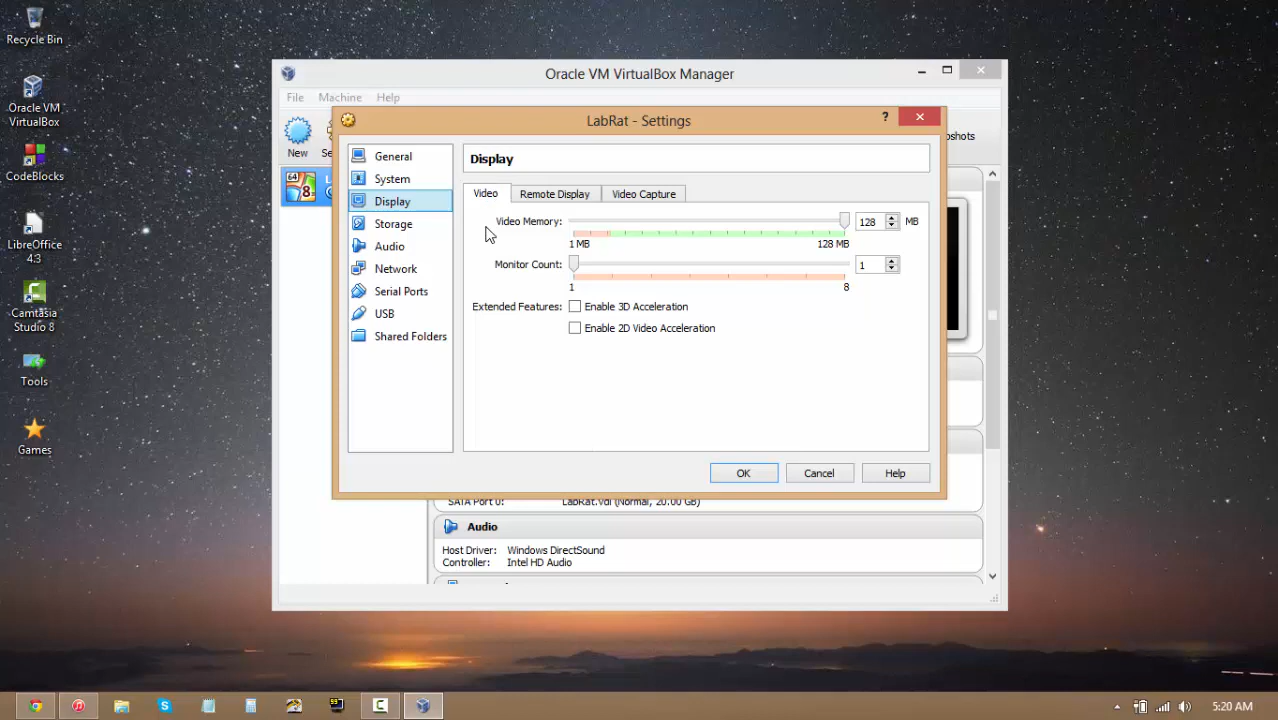 Recycle Bin
Oracle VM
VirtualBox
CodeBlocks
LibreOffice
4.3
Camtasia
Studio 8
Tools
Games
Oracle VM VirtualBox Manager
File Machine Help
New
LabRat - Settings
?
General
System
Display
Storage
Audio
Network
Serial Ports
USB
Shared Folders
Display
Video Remote Display Video Capture
Video Memory: 128 MB
1 MB 128 MB
Monitor Count: 1
1 8
Extended Features: Enable 3D Acceleration
Enable 2D Video Acceleration
OK Cancel Help
SATA Port 0: LabRat.vdi (Normal, 20.00 GB)
Audio
Host Driver: Windows DirectSound
Controller: Intel HD Audio
5:20 AM